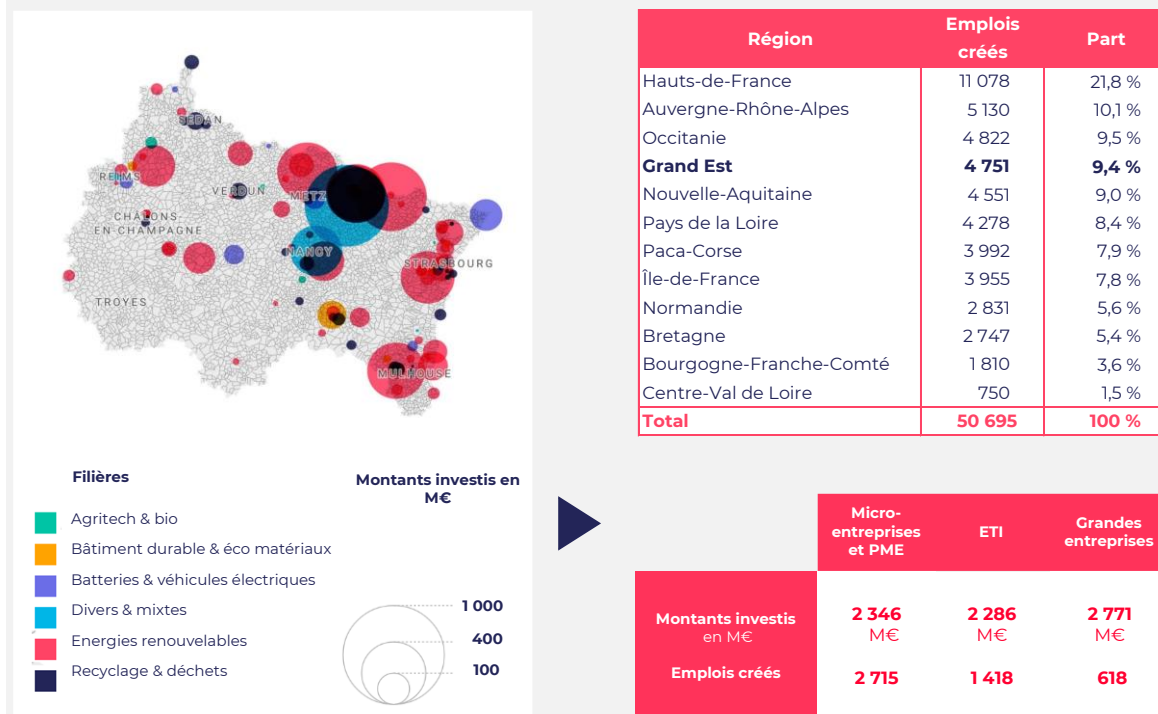 SEDAN
REIMS
VERDUN
METZ
CHÂLONS-
EN CHAMPAGNE
NANCY
STRASBOURG
TROYES
MULHOUSE
Filières
Agritech & bio
Bâtiment durable & éco matériaux
Batteries & véhicules électriques
Divers & mixtes
Energies renouvelables
Recyclage & déchets
Montants investis en
M€
1 000
400
100
Région Emplois créés Part
Hauts-de-France 11 078 21,8 %
Auvergne-Rhône-Alpes 5 130 10,1 %
Occitanie 4 822 9,5 %
Grand Est 4 751 9,4 %
Nouvelle-Aquitaine 4 551 9,0 %
Pays de la Loire 4 278 8,4 %
Paca-Corse 3 992 7,9 %
Île-de-France 3 955 7,8 %
Normandie 2 831 5,6 %
Bretagne 2 747 5,4 %
Bourgogne-Franche-Comté 1 810 3,6 %
Centre-Val de Loire 750 1,5 %
Total 50 695 100 %
Micro-
entreprises
et PME
ETI
Grandes
entreprises
Montants investis
en M€
2 346
M€
2 286
M€
2 771
M€
Emplois créés 2 715 1 418 618